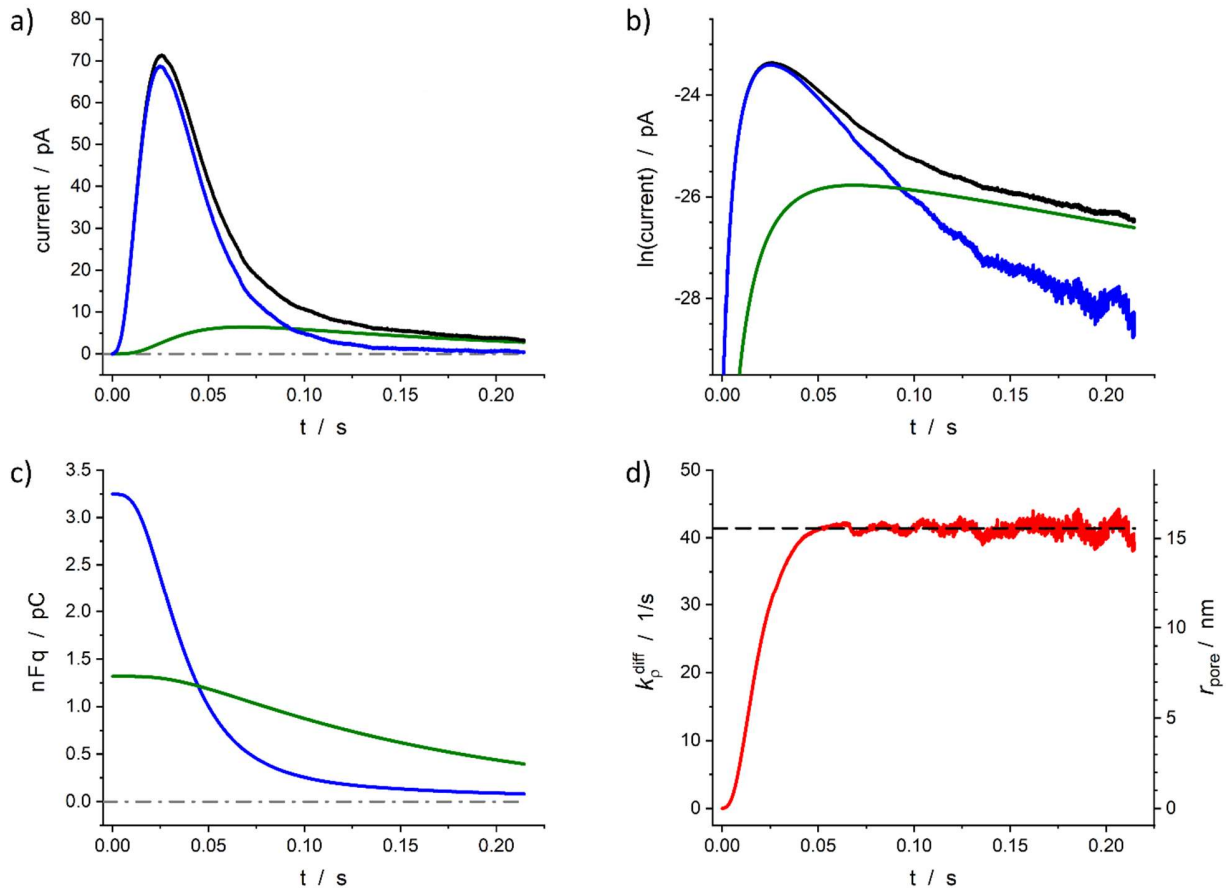 a)
80
70
60
50
40
30
20
10
0
current / pA
0.00 0.05 0.10 0.15 0.20
t / s
b)
-24
-26
-28
ln(current) / pA
0.00 0.05 0.10 0.15 0.20
t / s
c)
3.5
3.0
2.5
2.0
1.5
1.0
0.5
0.0
nFq / pC
0.00 0.05 0.10 0.15 0.20
t / s
d)
50
40
30
20
10
0
k_ρ^diff / 1/s
15
10
5
0
r_pore / nm
0.00 0.05 0.10 0.15 0.20
t / s